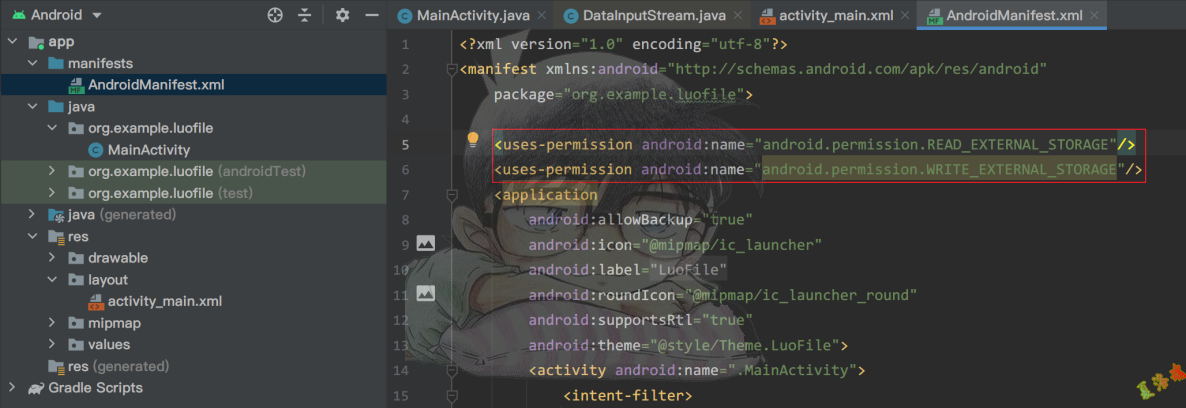 Android
MainActivity.java
DataInputStream.java
activity_main.xml
AndroidManifest.xml
app
manifests
AndroidManifest.xml
java
org.example.luofile
MainActivity
org.example.luofile (androidTest)
org.example.luofile (test)
java (generated)
res
drawable
layout
activity_main.xml
mipmap
values
res (generated)
Gradle Scripts
1 <?xml version="1.0" encoding="utf-8"?>
2 <manifest xmlns:android="http://schemas.android.com/apk/res/android"
3 package="org.example.luofile">
4
5 <uses-permission android:name="android.permission.READ_EXTERNAL_STORAGE"/>
6 <uses-permission android:name="android.permission.WRITE_EXTERNAL_STORAGE"/>
7 <application
8 android:allowBackup="true"
9 android:icon="@mipmap/ic_launcher"
10 android:label="LuoFile"
11 android:roundIcon="@mipmap/ic_launcher_round"
12 android:supportsRtl="true"
13 android:theme="@style/Theme.LuoFile">
14 <activity android:name=".MainActivity">
15 <intent-filter>